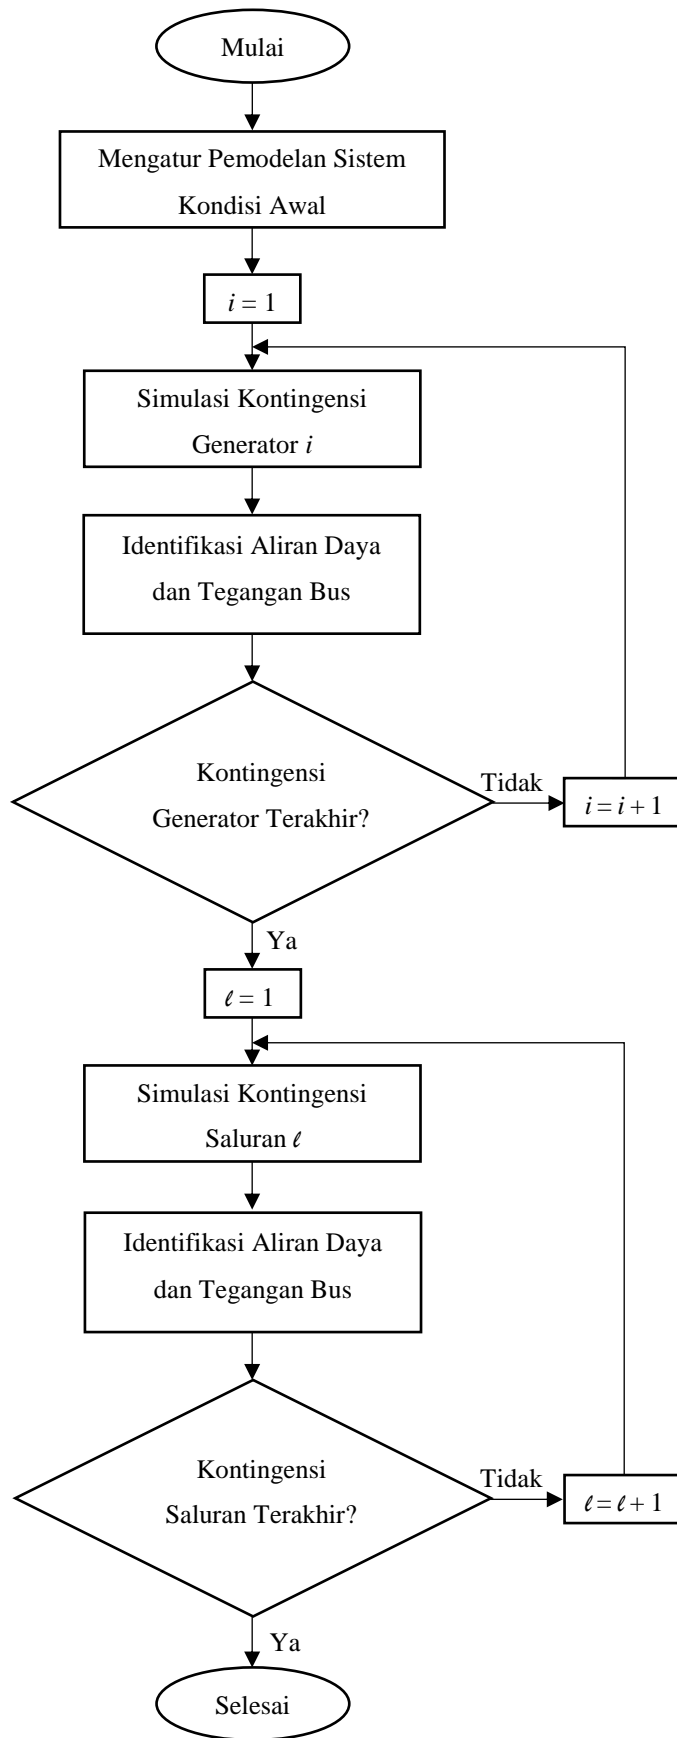 Mulai
Mengatur Pemodelan Sistem
Kondisi Awal
i = 1
Simulasi Kontingensi
Generator i
Identifikasi Aliran Daya
dan Tegangan Bus
Kontingensi
Generator Terakhir?
Tidak
i = i + 1
Ya
ℓ = 1
Simulasi Kontingensi
Saluran ℓ
Identifikasi Aliran Daya
dan Tegangan Bus
Kontingensi
Saluran Terakhir?
Tidak
ℓ = ℓ + 1
Ya
Selesai